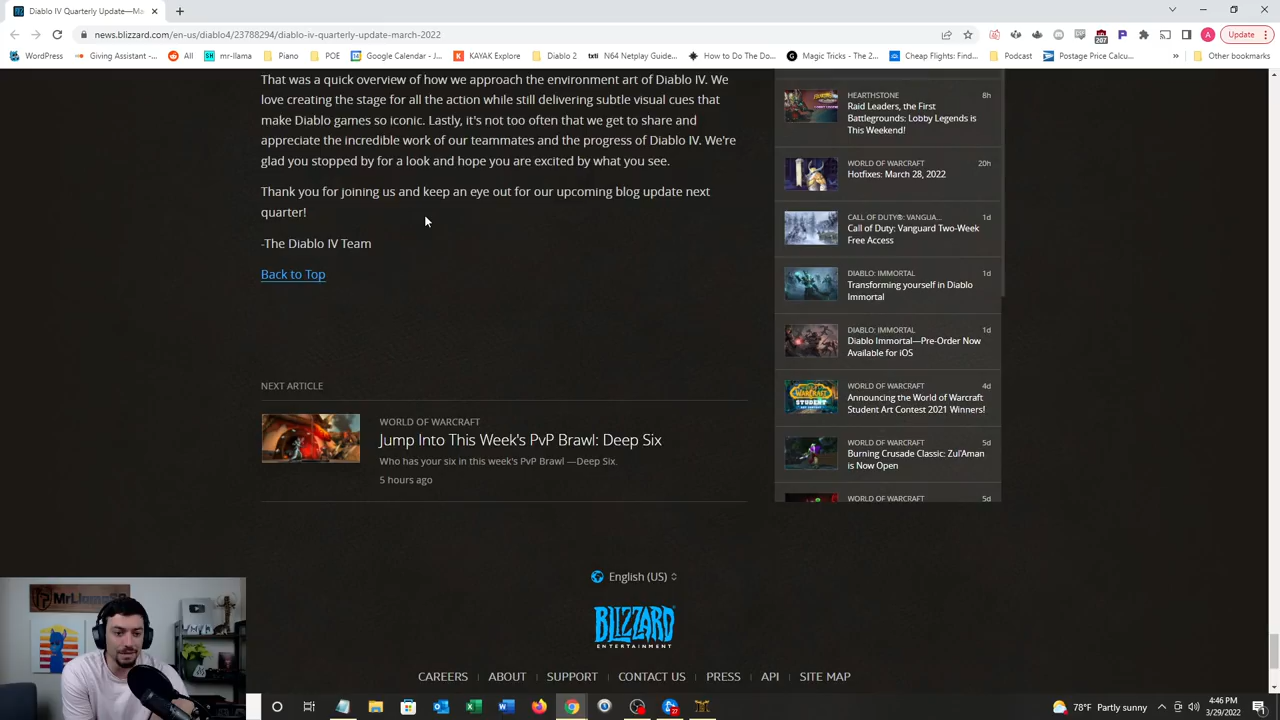 Diablo IV Quarterly Update—Ma
news.blizzard.com/en-us/diablo4/23788294/diablo-iv-quarterly-update-march-2022
207
A
Update
WordPress
Giving Assistant -...
All
mr-llama
Piano
POE
Google Calendar - J...
KAYAK Explore
Diablo 2
N64 Netplay Guide...
How to Do The Do...
Magic Tricks - The 2...
Cheap Flights: Find...
Podcast
Postage Price Calcu...
»
Other bookmarks
That was a quick overview of how we approach the environment art of Diablo IV. We
love creating the stage for all the action while still delivering subtle visual cues that
make Diablo games so iconic. Lastly, it's not too often that we get to share and
appreciate the incredible work of our teammates and the progress of Diablo IV. We're
glad you stopped by for a look and hope you are excited by what you see.
Thank you for joining us and keep an eye out for our upcoming blog update next
quarter!
-The Diablo IV Team
Back to Top
NEXT ARTICLE
WORLD OF WARCRAFT
Jump Into This Week's PvP Brawl: Deep Six
Who has your six in this week's PvP Brawl —Deep Six.
5 hours ago
HEARTHSTONE 8h
Raid Leaders, the First
Battlegrounds: Lobby Legends is
This Weekend!
WORLD OF WARCRAFT 20h
Hotfixes: March 28, 2022
CALL OF DUTY®: VANGUA... 1d
Call of Duty: Vanguard Two-Week
Free Access
DIABLO: IMMORTAL 1d
Transforming yourself in Diablo
Immortal
DIABLO: IMMORTAL 1d
Diablo Immortal—Pre-Order Now
Available for iOS
WORLD OF WARCRAFT 4d
Announcing the World of Warcraft
Student Art Contest 2021 Winners!
WORLD OF WARCRAFT 5d
Burning Crusade Classic: Zul'Aman
is Now Open
WORLD OF WARCRAFT 5d
English (US)
BLIZZARD
ENTERTAINMENT
CAREERS ABOUT SUPPORT CONTACT US PRESS API SITE MAP
27
78°F Partly sunny
4:46 PM
3/29/2022